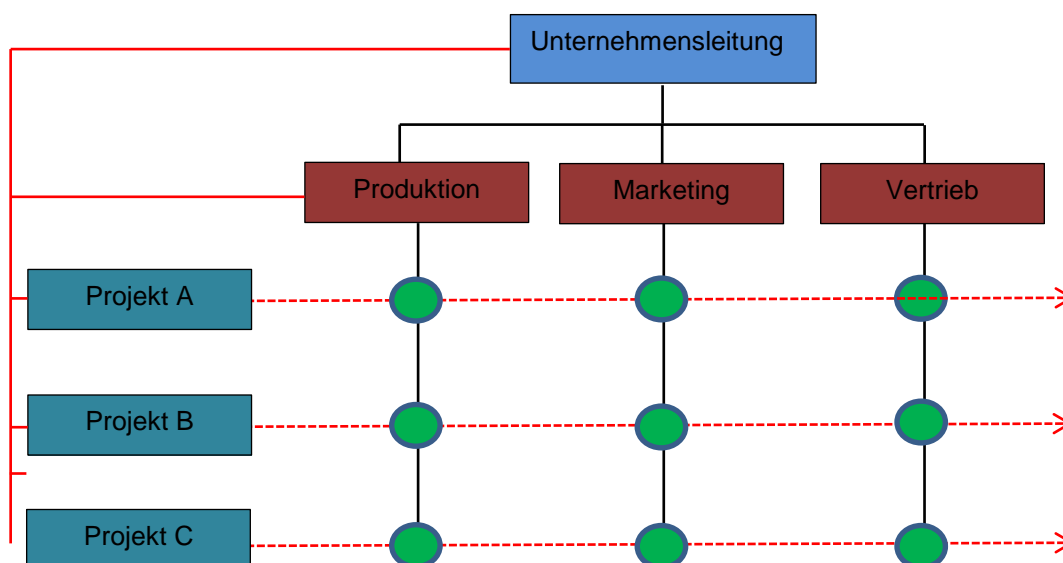 Unternehmensleitung
Produktion
Marketing
Vertrieb
Projekt A
Projekt B
Projekt C